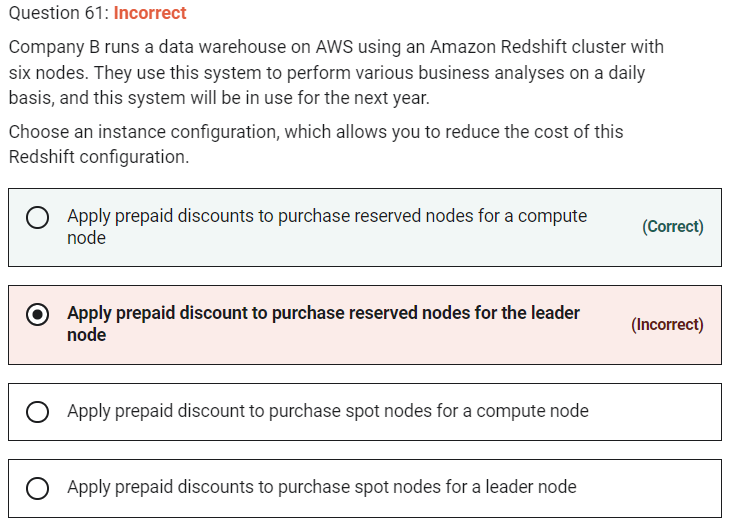 Question 61: Incorrect
Company B runs a data warehouse on AWS using an Amazon Redshift cluster with
six nodes. They use this system to perform various business analyses on a daily
basis, and this system will be in use for the next year.
Choose an instance configuration, which allows you to reduce the cost of this
Redshift configuration.
Apply prepaid discounts to purchase reserved nodes for a compute
node
(Correct)
Apply prepaid discount to purchase reserved nodes for the leader
node
(Incorrect)
Apply prepaid discount to purchase spot nodes for a compute node
Apply prepaid discounts to purchase spot nodes for a leader node